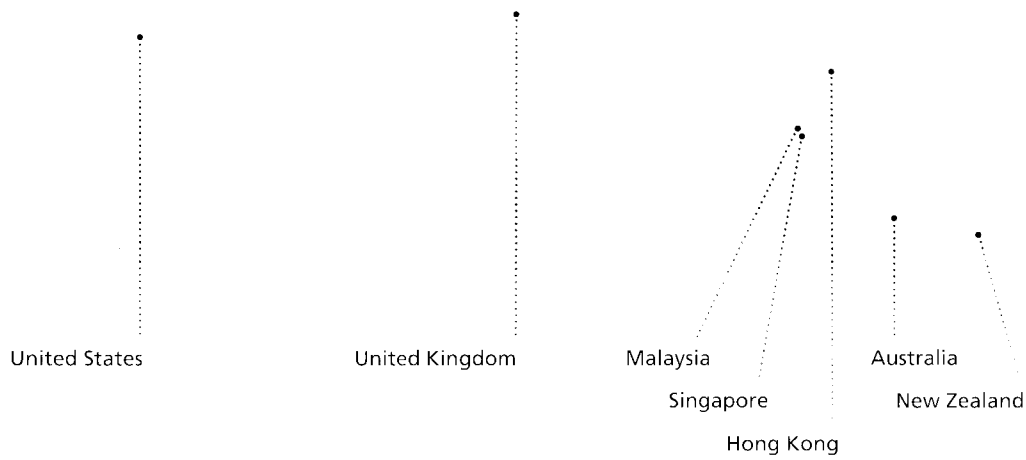 United States
United Kingdom
Malaysia
Australia
Singapore
New Zealand
Hong Kong